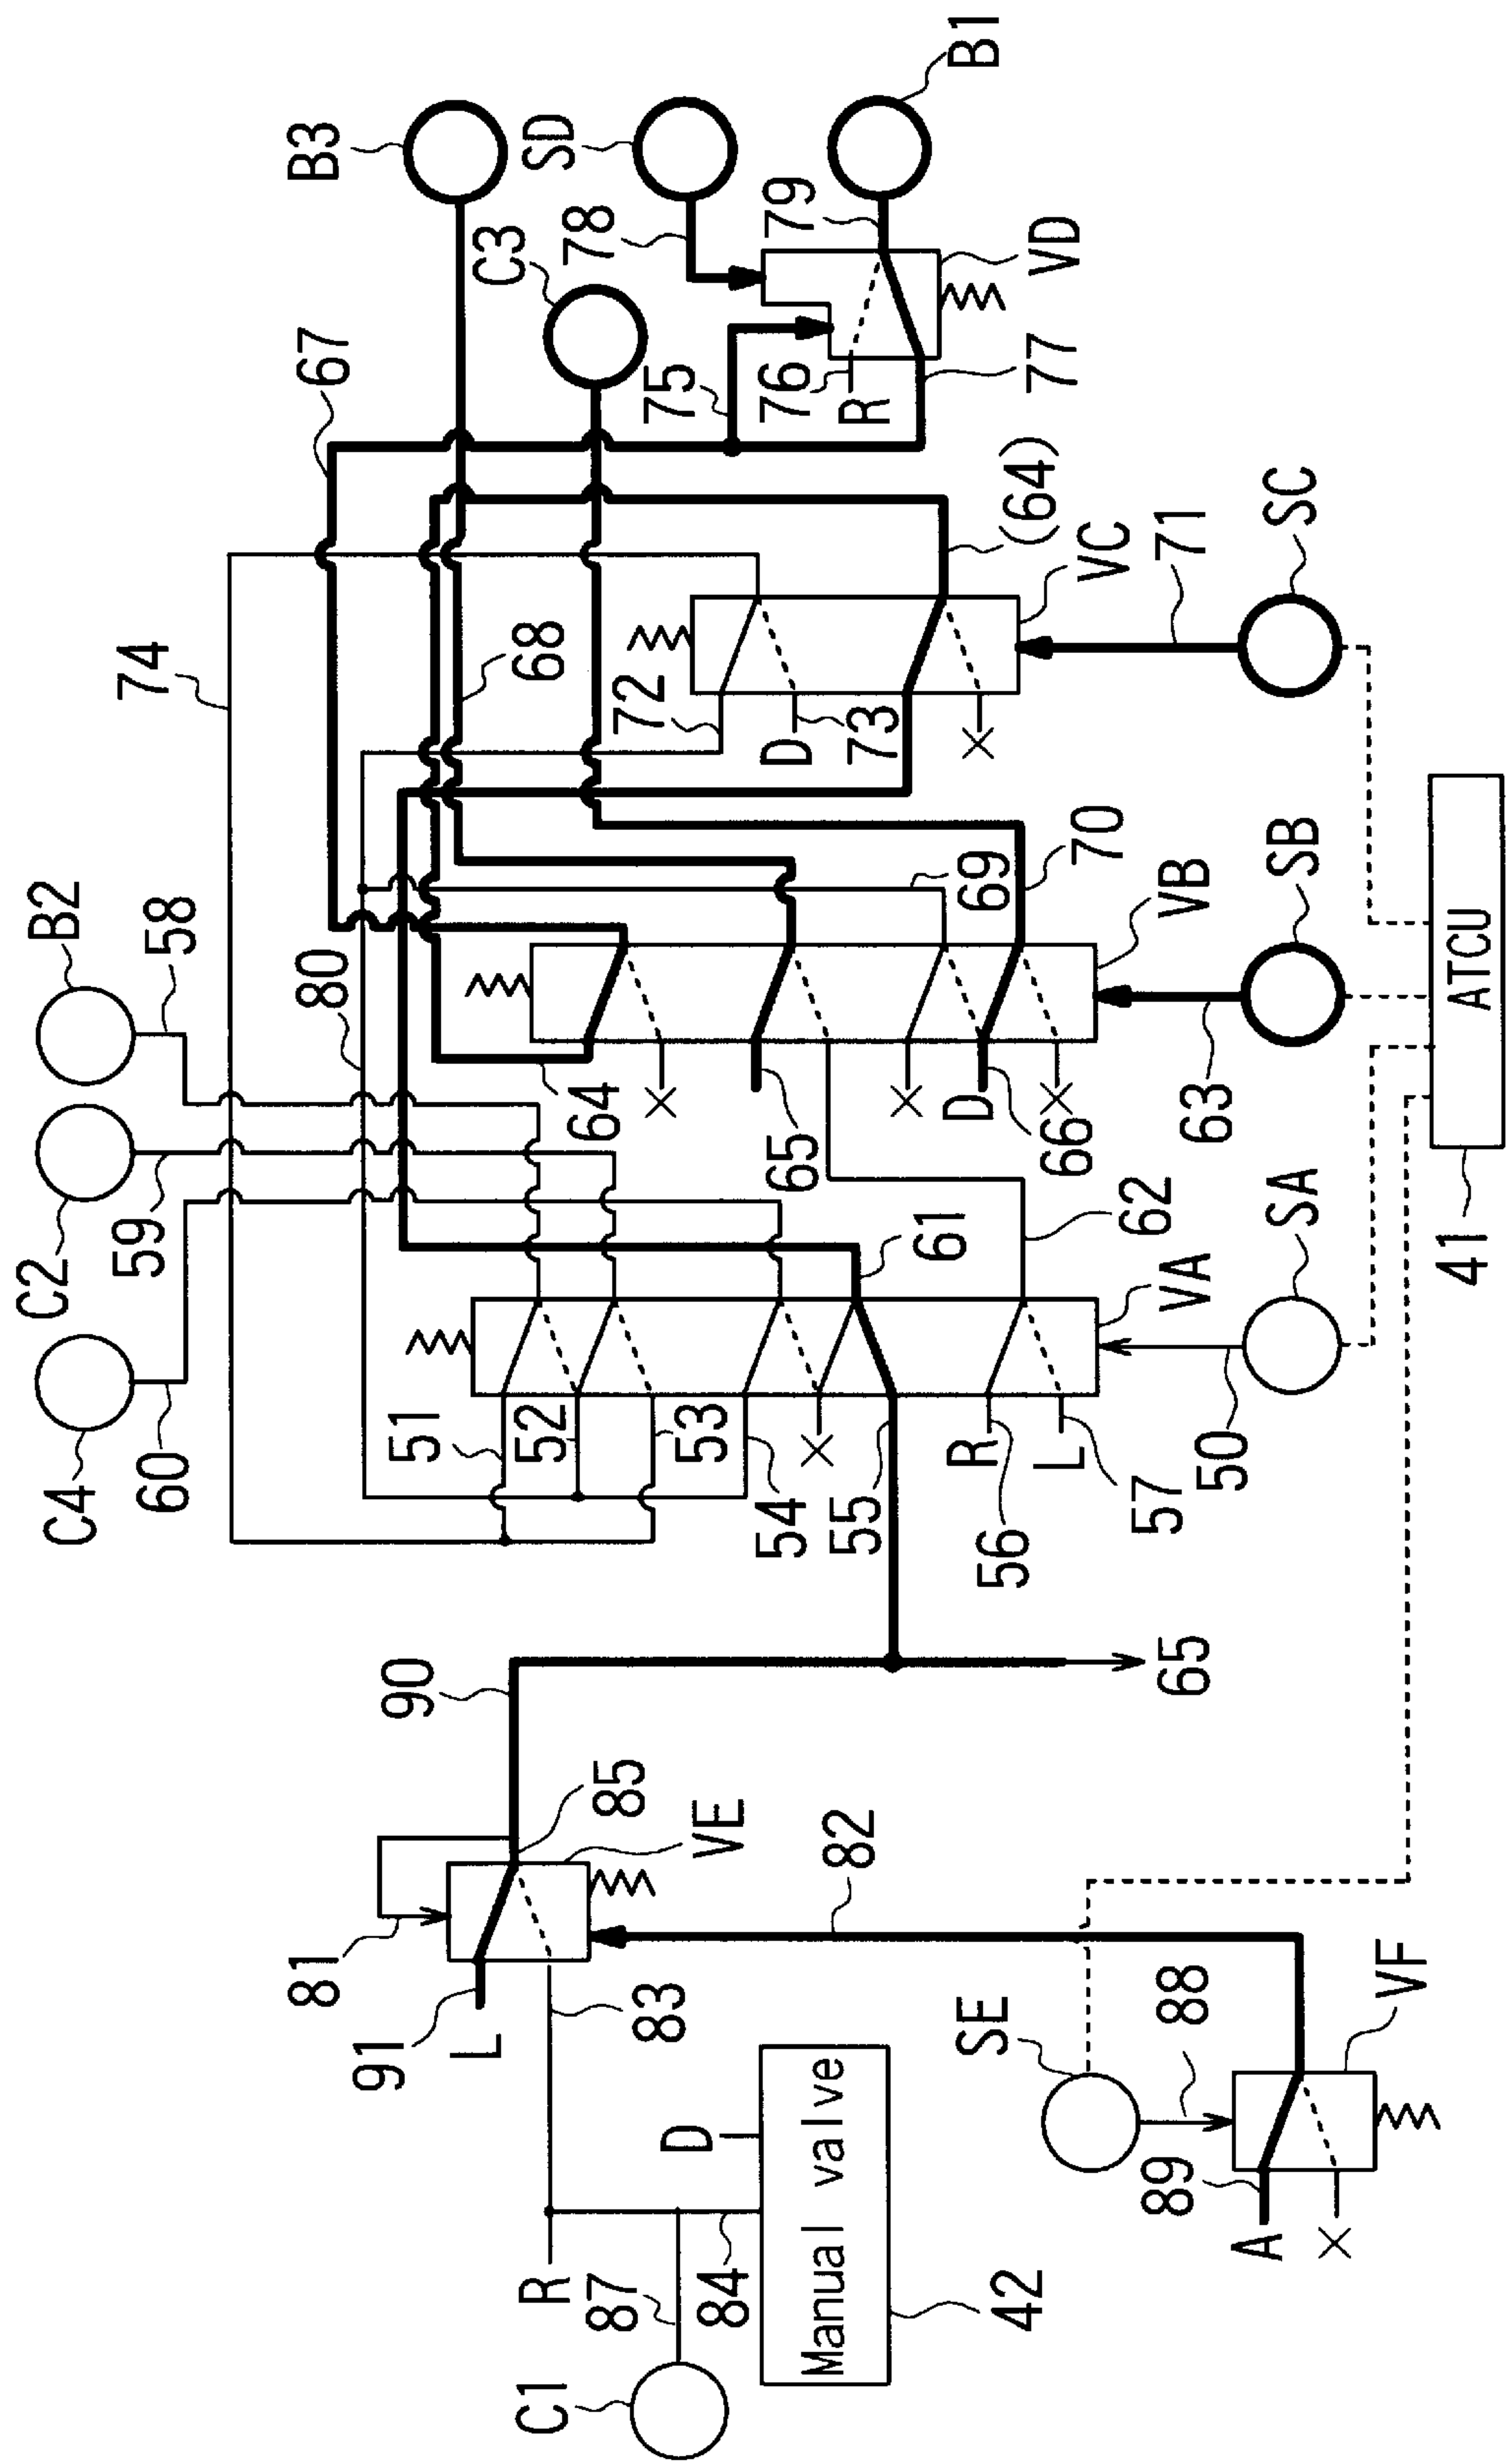 B3
SD
B1
C3
78
79
VD
67
75
76
R
77
(64)
SC
74
68
VC
71
72
D
73
B2
58
80
69
70
VB
SB
ATCU
64
65
D
66
63
C2
59
61
62
SA
41
C4
60
VA
51
52
53
54
55
R
56
L
57
50
90
65
85
VE
82
81
91
L
83
SE
88
VF
D
Manual valve
89
A
R
87
84
42
C1